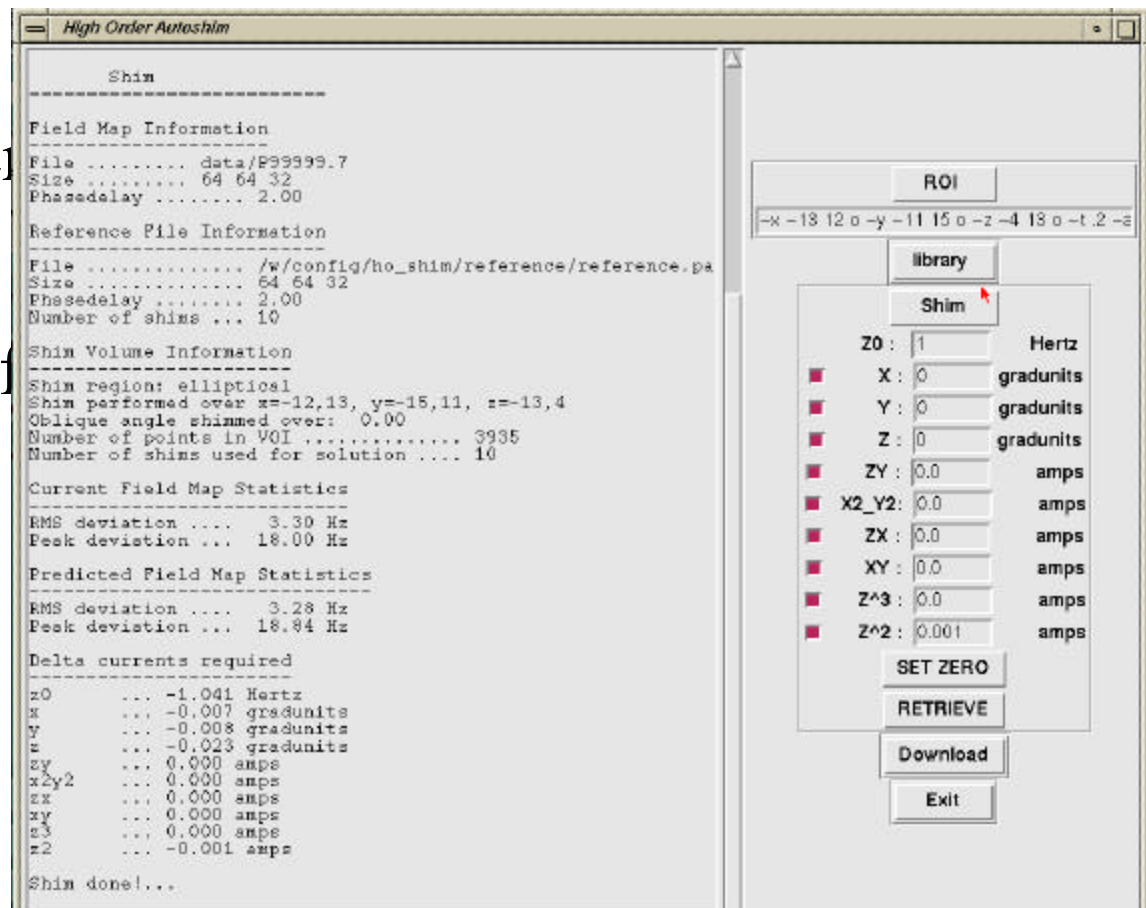 High Order Autoshim
Shim
---------------------------
Field Map Information
----------------------
File ......... data/P99999.7
Size ......... 64 64 32
Phasedelay ........ 2.00
Reference File Information
---------------------------
File .............. /w/config/ho_shim/reference/reference.pa
Size .............. 64 64 32
Phasedelay ........ 2.00
Number of shims ... 10
Shim Volume Information
------------------------
Shim region: elliptical
Shim performed over x=-12,13, y=-15,11, z=-13,4
Oblique angle shimmed over: 0.00
Number of points in VOI .............. 3935
Number of shims used for solution .... 10
Current Field Map Statistics
-----------------------------
RMS deviation .... 3.30 Hz
Peak deviation ... 18.00 Hz
Predicted Field Map Statistics
-------------------------------
RMS deviation .... 3.28 Hz
Peak deviation ... 18.84 Hz
Delta currents required
------------------------
z0 ... -1.041 Hertz
x ... -0.007 gradunits
y ... -0.008 gradunits
z ... -0.023 gradunits
zy ... 0.000 amps
x2y2 ... 0.000 amps
zx ... 0.000 amps
xy ... 0.000 amps
z3 ... 0.000 amps
z2 ... -0.001 amps
Shim done!...
ROI
-x -13 12 o -y -11 15 o -z -4 13 o -t .2 -a
library
Shim
Z0 : 1 Hertz
X : 0 gradunits
Y : 0 gradunits
Z : 0 gradunits
ZY : 0.0 amps
X2_Y2: 0.0 amps
ZX : 0.0 amps
XY : 0.0 amps
Z^3 : 0.0 amps
Z^2 : 0.001 amps
SET ZERO
RETRIEVE
Download
Exit